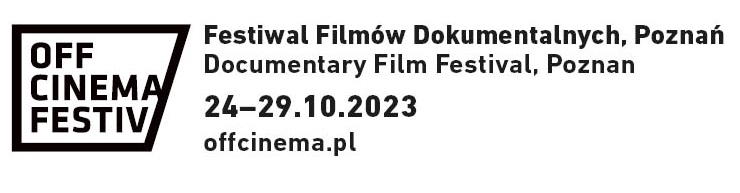 OFF
CINEMA
FESTIV
Festiwal Filmów Dokumentalnych, Poznań
Documentary Film Festival, Poznan
24–29.10.2023
offcinema.pl